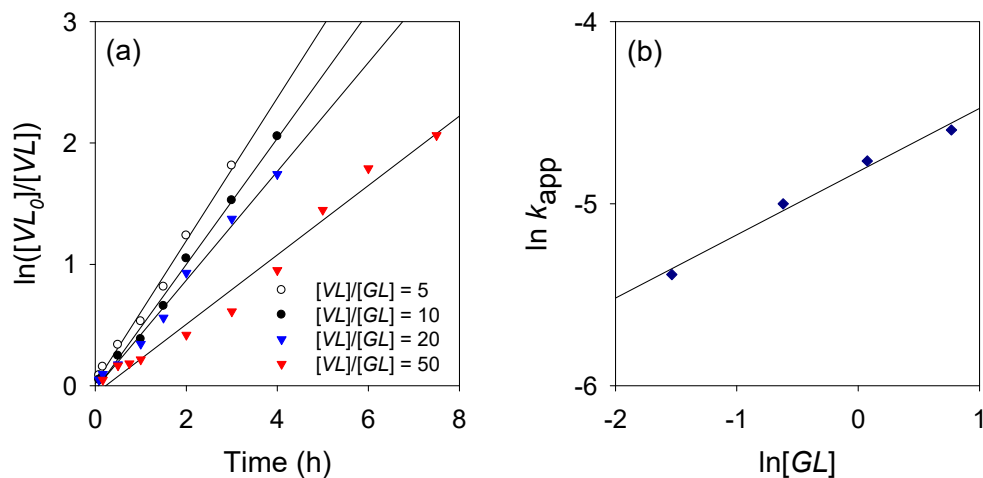 (a)
ln([VL0]/[VL])
3
2
1
0
0 2 4 6 8
Time (h)
[VL]/[GL] = 5
[VL]/[GL] = 10
[VL]/[GL] = 20
[VL]/[GL] = 50
(b)
ln kapp
-4
-5
-6
-2 -1 0 1
ln[GL]